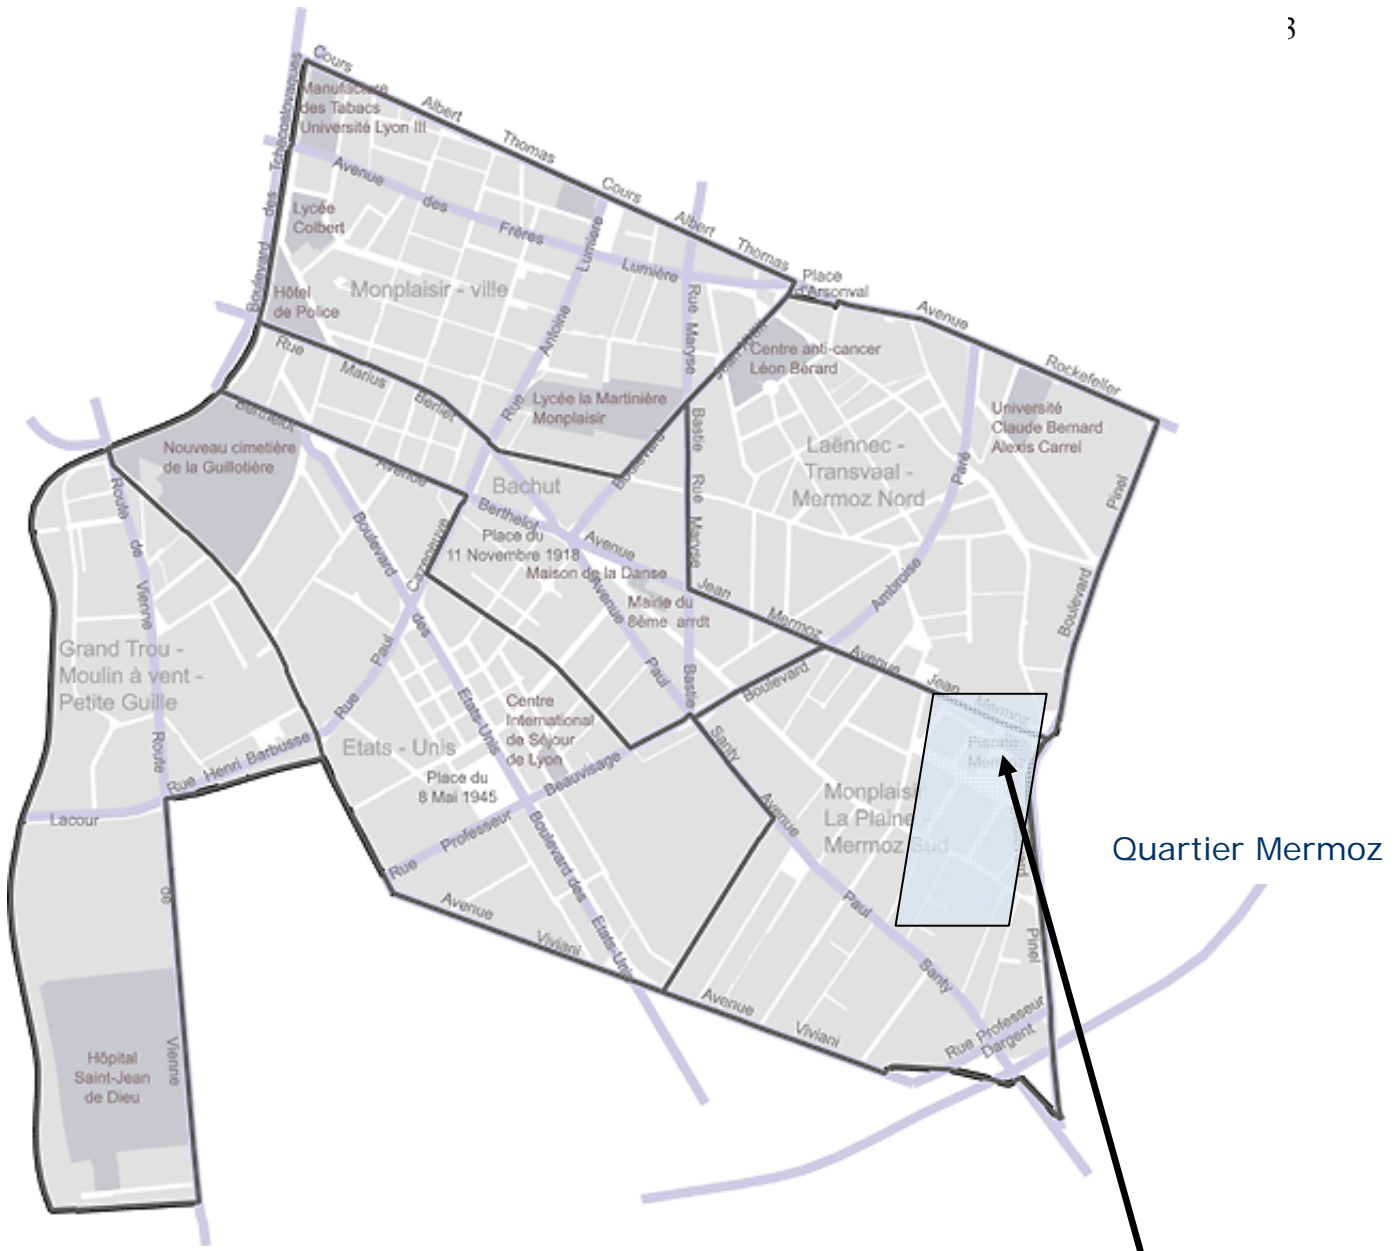 3
Cours
Albert
Thomas
Cours
Albert
Thomas
Place
d'Arsonval
Avenue
Rockefeller
Manufacture
des Tabacs
Université Lyon III
Boulevard
des
Tchécoslovaques
Avenue
des
Frères
Lumière
Lycée
Colbert
Hôtel
de Police
Monplaisir - ville
Rue
Antoine
Lumière
Rue
Maryse
Bastie
Rue
Maryse
Bastie
Centre anti-cancer
Léon Bérard
Université
Claude Bernard
Alexis Carrel
Rue
Marius
Berliet
Lycée la Martinière
Monplaisir
Boulevard
Laënnec -
Transvaal -
Mermoz Nord
Paré
Ambroise
Boulevard
Pinel
Nouveau cimetière
de la Guillotière
Berthelot
Avenue
Bachut
Berthelot
Avenue
Place du
11 Novembre 1918
Maison de la Danse
Mairie du
8ème arrdt
Jean
Mermoz
Avenue
Jean
Mermoz
Piscine
Mermoz
Route
de
Vienne
Route
de
Vienne
Boulevard
des
Etats-Unis
Cazeneuve
Paul
Rue
Avenue
Paul
Santy
Avenue
Paul
Santy
Boulevard
Grand Trou -
Moulin à vent -
Petite Guille
Rue Henri Barbusse
Lacour
Etats - Unis
Centre
International
de Séjour
de Lyon
Place du
8 Mai 1945
Rue
Professeur
Beauvisage
Boulevard des
Etats-Unis
Monplaisir
La Plaine -
Mermoz Sud
Quartier Mermoz
Pinel
Avenue
Viviani
Avenue
Viviani
Rue Professeur
Dargent
Hôpital
Saint-Jean
de Dieu